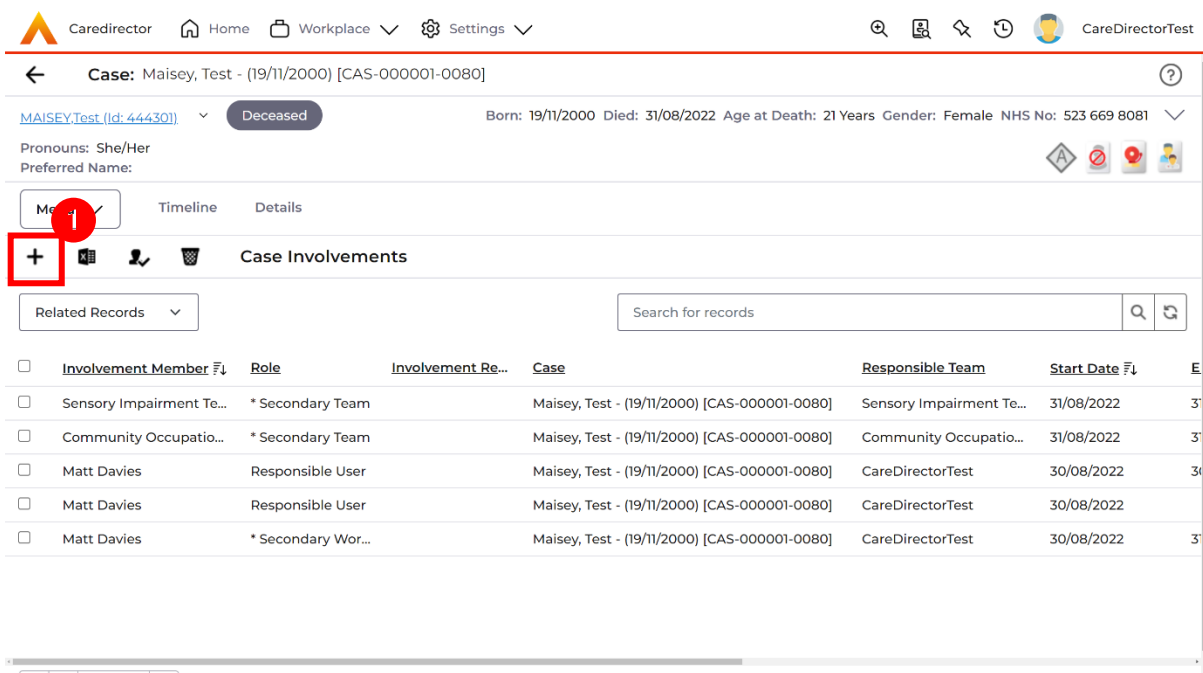 Caredirector Home Workplace Settings CareDirectorTest
Case: Maisey, Test - (19/11/2000) [CAS-000001-0080]
MAISEY,Test (Id: 444301) Deceased Born: 19/11/2000 Died: 31/08/2022 Age at Death: 21 Years Gender: Female NHS No: 523 669 8081
Pronouns: She/Her
Preferred Name:
A
Timeline Details
1
Case Involvements
Related Records Search for records
Involvement Member Role Involvement Re... Case Responsible Team Start Date E
Sensory Impairment Te... * Secondary Team Maisey, Test - (19/11/2000) [CAS-000001-0080] Sensory Impairment Te... 31/08/2022 31
Community Occupatio... * Secondary Team Maisey, Test - (19/11/2000) [CAS-000001-0080] Community Occupatio... 31/08/2022 31
Matt Davies Responsible User Maisey, Test - (19/11/2000) [CAS-000001-0080] CareDirectorTest 30/08/2022 30
Matt Davies Responsible User Maisey, Test - (19/11/2000) [CAS-000001-0080] CareDirectorTest 30/08/2022
Matt Davies * Secondary Wor... Maisey, Test - (19/11/2000) [CAS-000001-0080] CareDirectorTest 30/08/2022 31